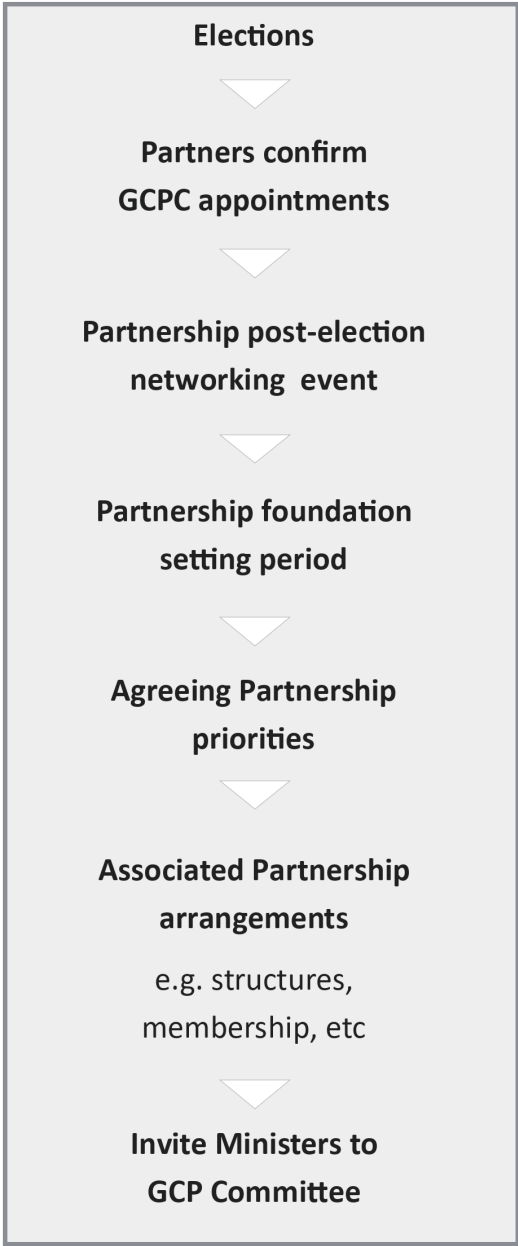 Elections
Partners confirm
GCPC appointments
Partnership post-election
networking event
Partnership foundation
setting period
Agreeing Partnership
priorities
Associated Partnership
arrangements
e.g. structures,
membership, etc
Invite Ministers to
GCP Committee